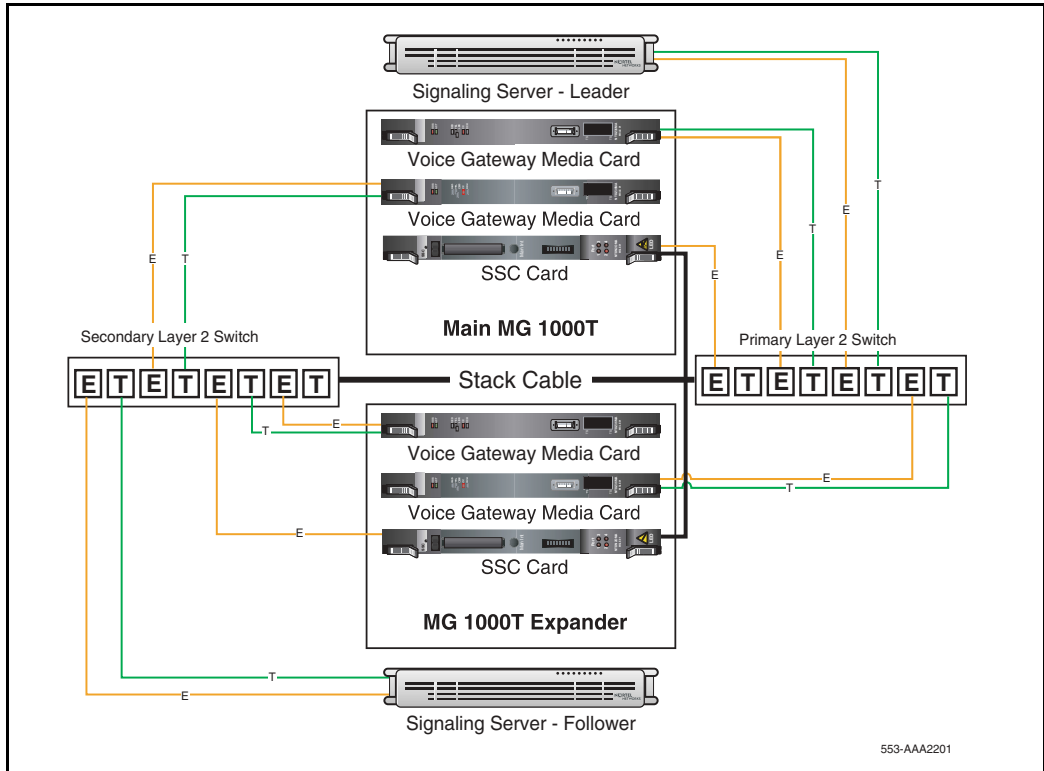 Signaling Server - Leader
Voice Gateway Media Card
T
Voice Gateway Media Card
E
T
E
E
T
E
SSC Card
E
Main MG 1000T
Secondary Layer 2 Switch
Primary Layer 2 Switch
E T E T E T E T
Stack Cable
E T E T E T E T
E
T
Voice Gateway Media Card
E
T
Voice Gateway Media Card
E
SSC Card
MG 1000T Expander
T
E
Signaling Server - Follower
553-AAA2201